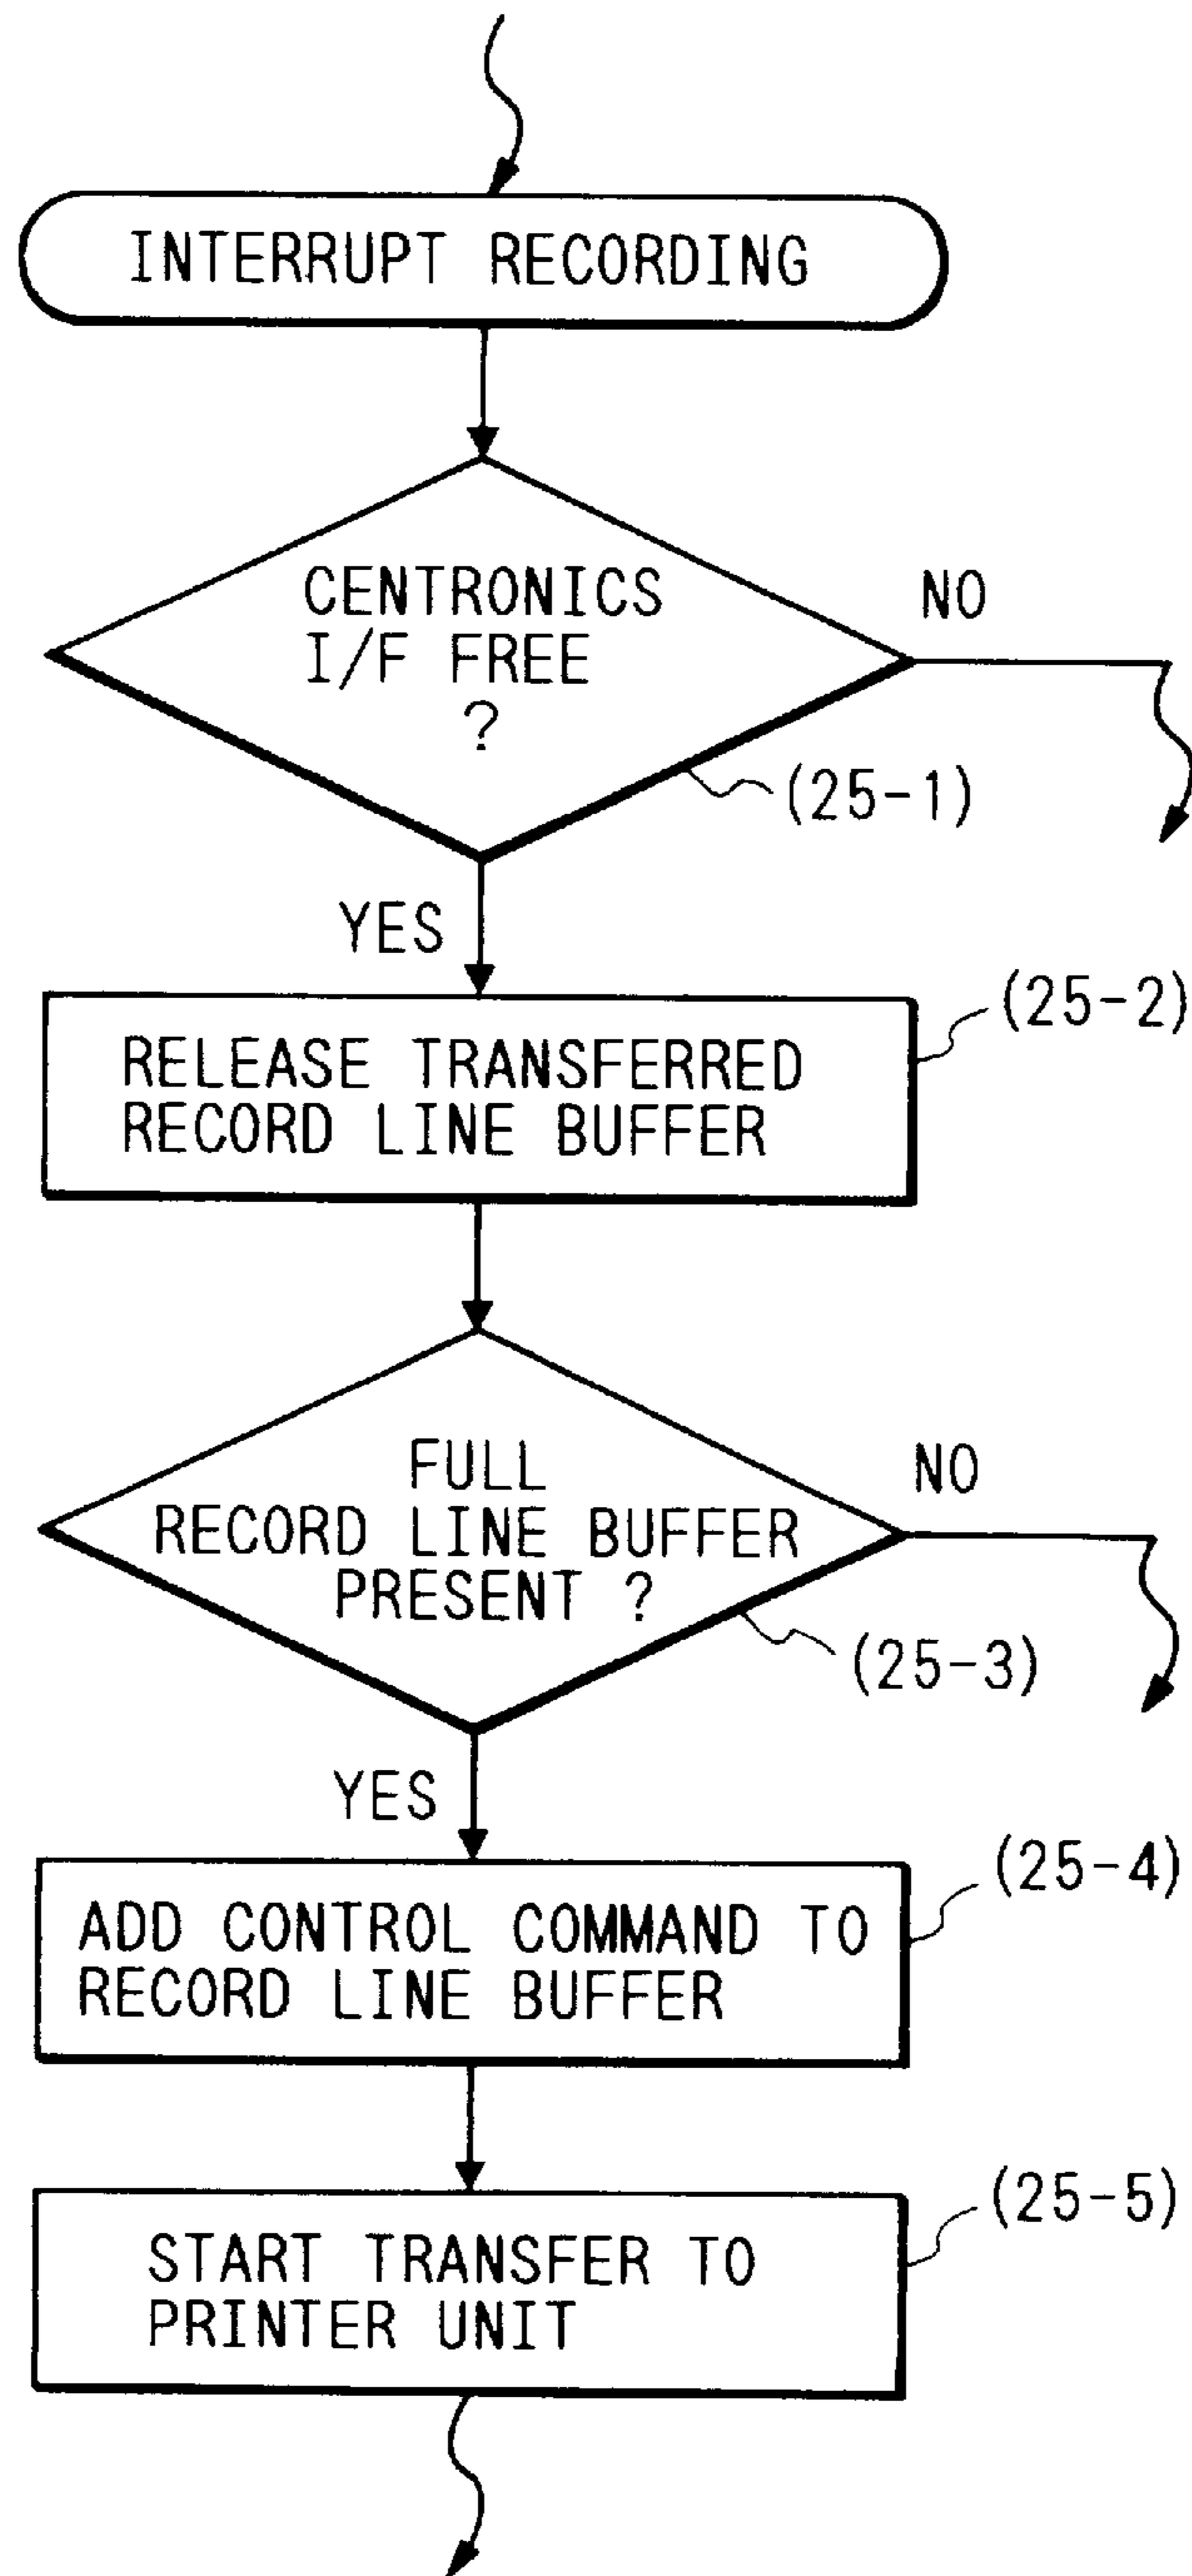 INTERRUPT RECORDING
CENTRONICS
I/F FREE
?
NO
(25-1)
YES
(25-2)
RELEASE TRANSFERRED
RECORD LINE BUFFER
FULL
RECORD LINE BUFFER
PRESENT ?
NO
(25-3)
YES
(25-4)
ADD CONTROL COMMAND TO
RECORD LINE BUFFER
(25-5)
START TRANSFER TO
PRINTER UNIT